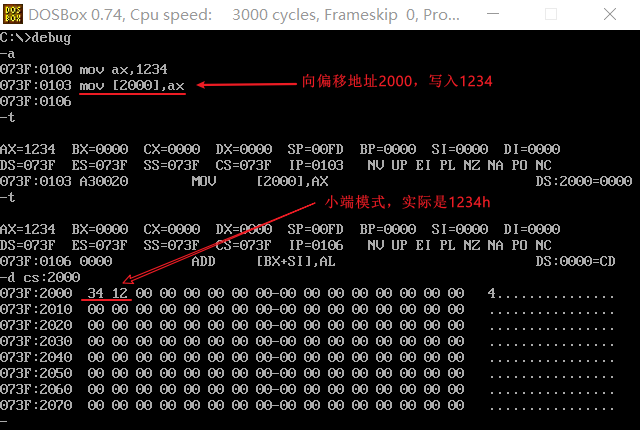 DOSBox 0.74, Cpu speed:    3000 cycles, Frameskip  0, Pro...
C:\>debug
-a
073F:0100 mov ax,1234
073F:0103 mov [2000],ax
向偏移地址2000，写入1234
073F:0106
-t
AX=1234  BX=0000  CX=0000  DX=0000  SP=00FD  BP=0000  SI=0000  DI=0000
DS=073F  ES=073F  SS=073F  CS=073F  IP=0103   NV UP EI PL NZ NA PO NC
073F:0103 A30020        MOV     [2000],AX                          DS:2000=0000
-t
小端模式，实际是1234h
AX=1234  BX=0000  CX=0000  DX=0000  SP=00FD  BP=0000  SI=0000  DI=0000
DS=073F  ES=073F  SS=073F  CS=073F  IP=0106   NV UP EI PL NZ NA PO NC
073F:0106 0000          ADD     [BX+SI],AL                         DS:0000=CD
-d cs:2000
073F:2000  34 12 00 00 00 00 00 00-00 00 00 00 00 00 00 00   4...............
073F:2010  00 00 00 00 00 00 00 00-00 00 00 00 00 00 00 00   ................
073F:2020  00 00 00 00 00 00 00 00-00 00 00 00 00 00 00 00   ................
073F:2030  00 00 00 00 00 00 00 00-00 00 00 00 00 00 00 00   ................
073F:2040  00 00 00 00 00 00 00 00-00 00 00 00 00 00 00 00   ................
073F:2050  00 00 00 00 00 00 00 00-00 00 00 00 00 00 00 00   ................
073F:2060  00 00 00 00 00 00 00 00-00 00 00 00 00 00 00 00   ................
073F:2070  00 00 00 00 00 00 00 00-00 00 00 00 00 00 00 00   ................
-